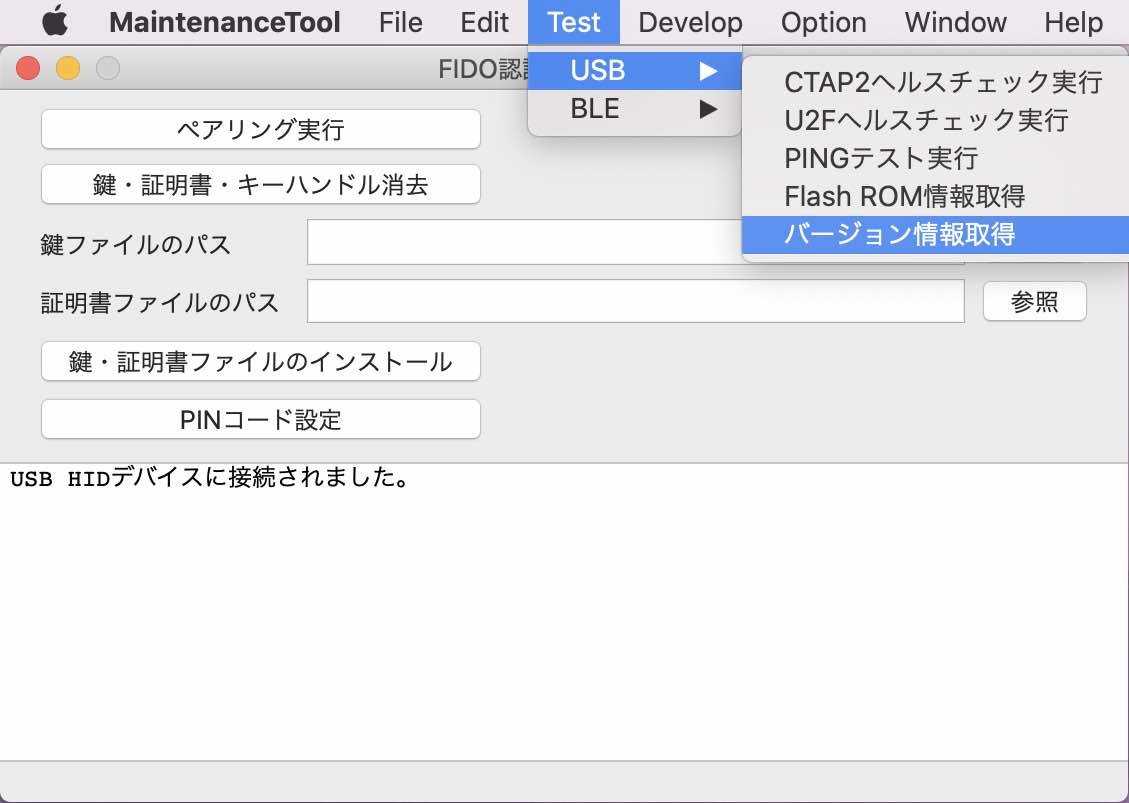 MaintenanceTool File Edit Test Develop Option Window Help
FIDO認
USB
BLE
CTAP2ヘルスチェック実行
U2Fヘルスチェック実行
PINGテスト実行
Flash ROM情報取得
バージョン情報取得
ペアリング実行
鍵・証明書・キーハンドル消去
鍵ファイルのパス
証明書ファイルのパス
参照
鍵・証明書ファイルのインストール
PINコード設定
USB HIDデバイスに接続されました。